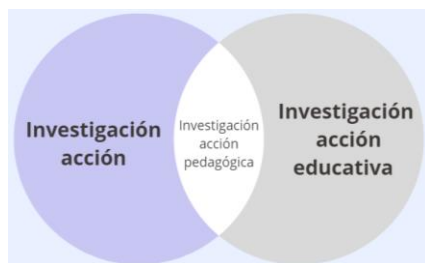 Investigación
acción
Investigación
acción
pedagógica
Investigación
acción
educativa